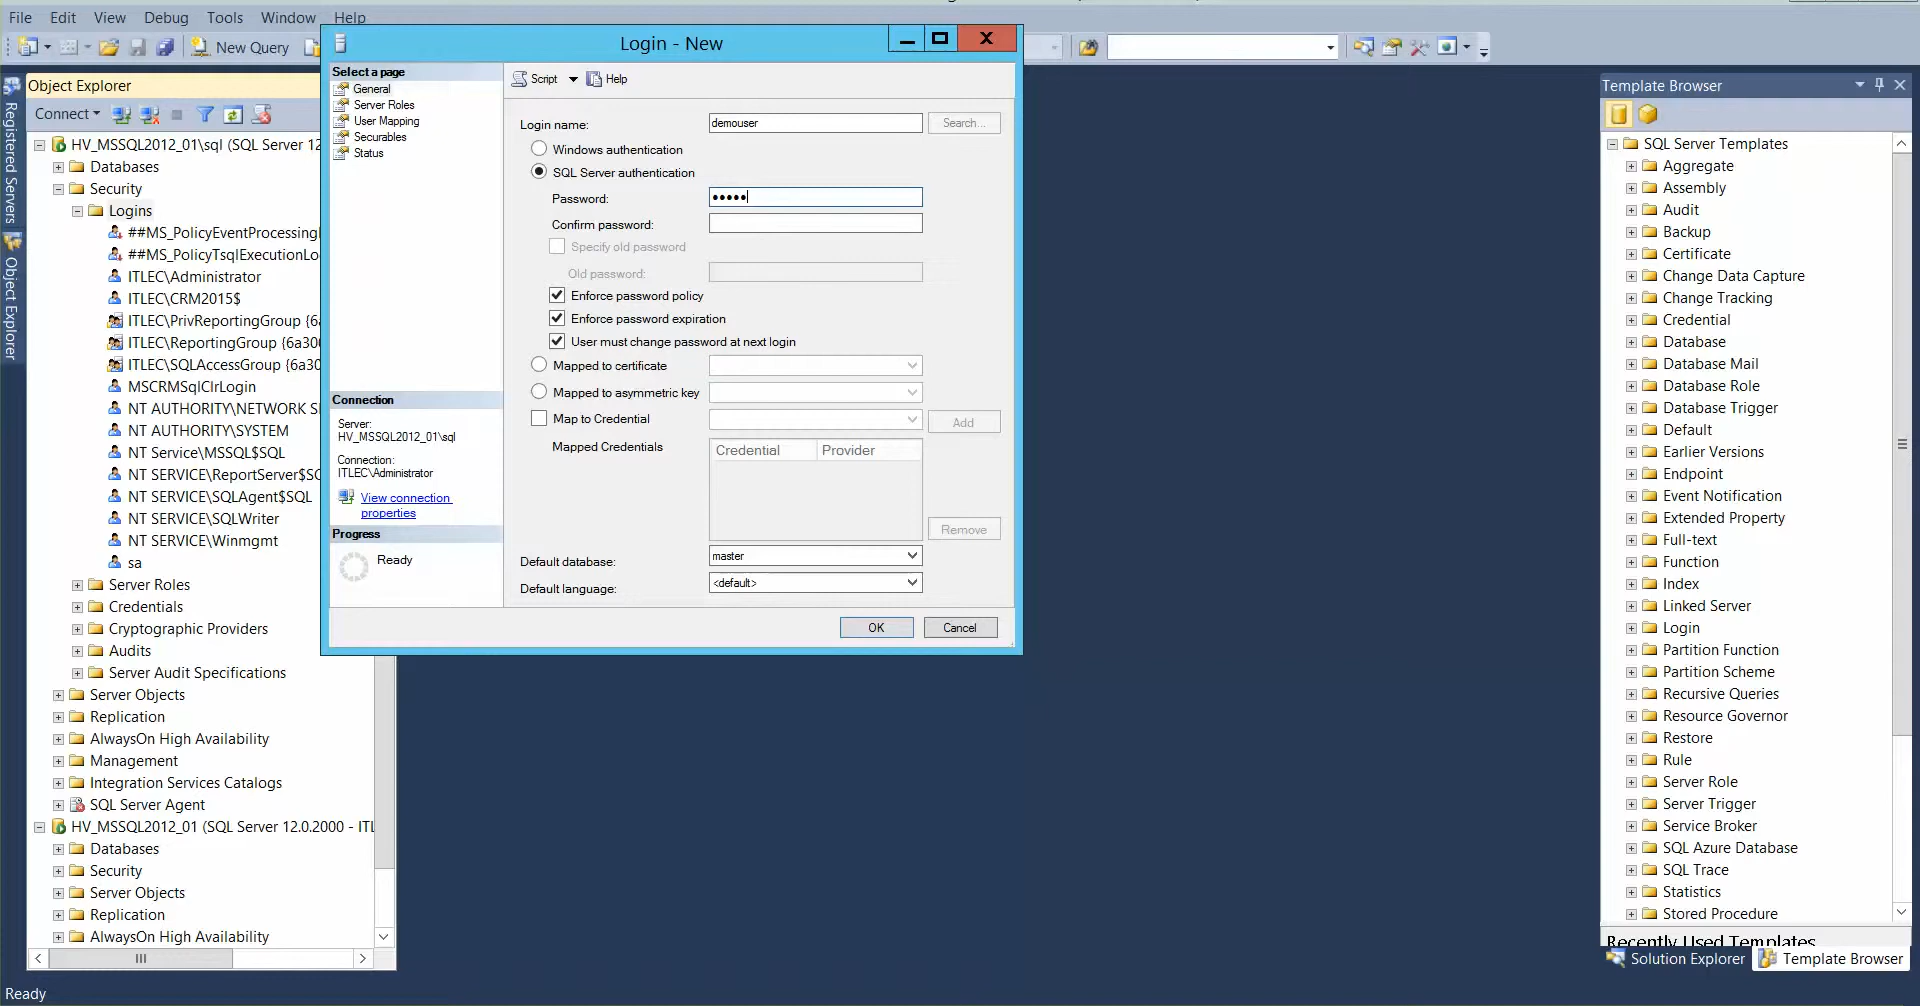 File Edit View Debug Tools Window Help
New Query
Registered Servers
Object Explorer
Object Explorer
Connect
HV_MSSQL2012_01\sql (SQL Server 12
Databases
Security
Logins
##MS_PolicyEventProcessing
##MS_PolicyTsqlExecutionLo
ITLEC\Administrator
ITLEC\CRM2015$
ITLEC\PrivReportingGroup {6a
ITLEC\ReportingGroup {6a30
ITLEC\SQLAccessGroup {6a30
MSCRMSqlClrLogin
NT AUTHORITY\NETWORK S
NT AUTHORITY\SYSTEM
NT Service\MSSQL$SQL
NT SERVICE\ReportServer$SQ
NT SERVICE\SQLAgent$SQL
NT SERVICE\SQLWriter
NT SERVICE\Winmgmt
sa
Server Roles
Credentials
Cryptographic Providers
Audits
Server Audit Specifications
Server Objects
Replication
AlwaysOn High Availability
Management
Integration Services Catalogs
SQL Server Agent
HV_MSSQL2012_01 (SQL Server 12.0.2000 - ITL
Databases
Security
Server Objects
Replication
AlwaysOn High Availability
Ready
Login - New
Select a page
General
Server Roles
User Mapping
Securables
Status
Connection
Server:
HV_MSSQL2012_01\sql
Connection:
ITLEC\Administrator
View connection
properties
Progress
Ready
Script Help
Login name: demouser Search...
Windows authentication
SQL Server authentication
Password: •••••
Confirm password:
Specify old password
Old password:
Enforce password policy
Enforce password expiration
User must change password at next login
Mapped to certificate
Mapped to asymmetric key
Map to Credential Add
Mapped Credentials Credential Provider
Remove
Default database: master
Default language: <default>
OK Cancel
Template Browser
SQL Server Templates
Aggregate
Assembly
Audit
Backup
Certificate
Change Data Capture
Change Tracking
Credential
Database
Database Mail
Database Role
Database Trigger
Default
Earlier Versions
Endpoint
Event Notification
Extended Property
Full-text
Function
Index
Linked Server
Login
Partition Function
Partition Scheme
Recursive Queries
Resource Governor
Restore
Rule
Server Role
Server Trigger
Service Broker
SQL Azure Database
SQL Trace
Statistics
Stored Procedure
Recently Used Templates
Solution Explorer Template Browser